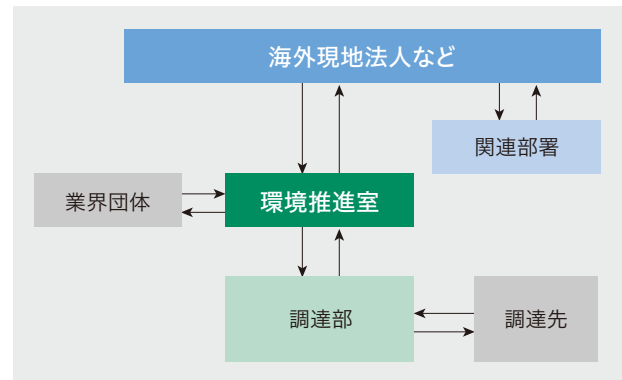 海外現地法人など
関連部署
業界団体
環境推進室
調達部
調達先